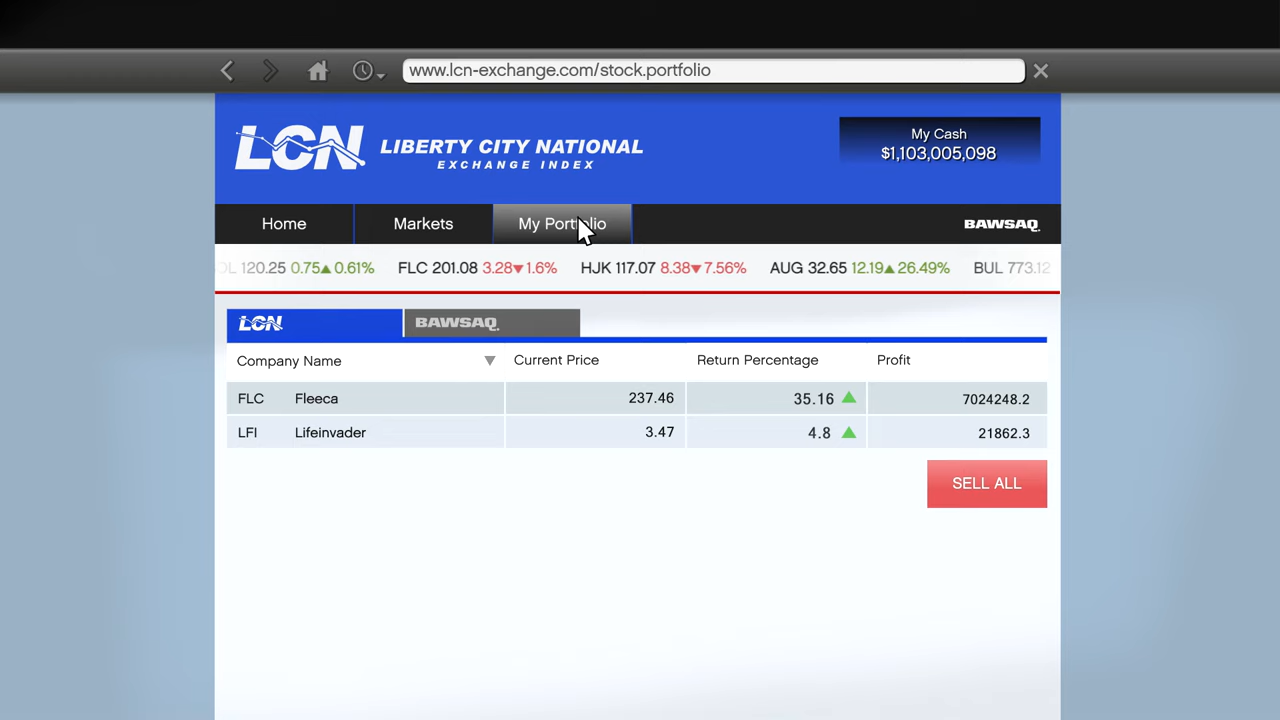 www.lcn-exchange.com/stock.portfolio
LCN LIBERTY CITY NATIONAL
EXCHANGE INDEX
My Cash
$1,103,005,098
Home Markets My Portfolio BAWSAQ
OL 120.25 0.75 0.61% FLC 201.08 3.28 1.6% HJK 117.07 8.38 7.56% AUG 32.65 12.19 26.49% BUL 773.12
LCN BAWSAQ
Company Name Current Price Return Percentage Profit
FLC Fleeca 237.46 35.16 7024248.2
LFI Lifeinvader 3.47 4.8 21862.3
SELL ALL